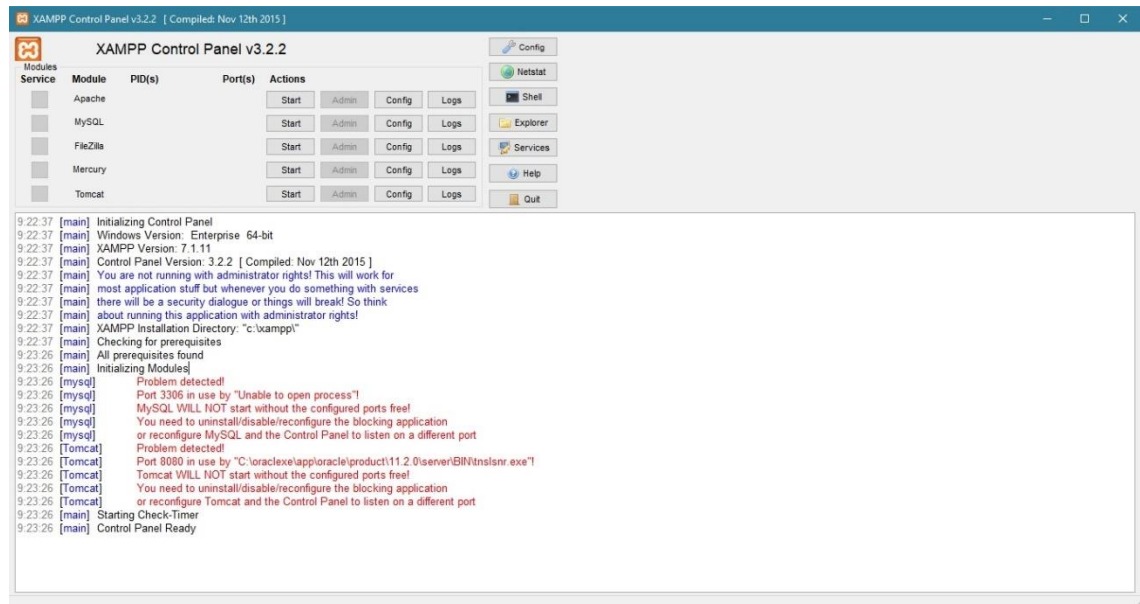 XAMPP Control Panel v3.2.2 [ Compiled: Nov 12th 2015 ]
XAMPP Control Panel v3.2.2
Modules
Service Module PID(s) Port(s) Actions
Apache Start Admin Config Logs
MySQL Start Admin Config Logs
FileZilla Start Admin Config Logs
Mercury Start Admin Config Logs
Tomcat Start Admin Config Logs
Config
Netstat
Shell
Explorer
Services
Help
Quit
9:22:37 [main] Initializing Control Panel
9:22:37 [main] Windows Version: Enterprise 64-bit
9:22:37 [main] XAMPP Version: 7.1.11
9:22:37 [main] Control Panel Version: 3.2.2 [ Compiled: Nov 12th 2015 ]
9:22:37 [main] You are not running with administrator rights! This will work for
9:22:37 [main] most application stuff but whenever you do something with services
9:22:37 [main] there will be a security dialogue or things will break! So think
9:22:37 [main] about running this application with administrator rights!
9:22:37 [main] XAMPP Installation Directory: "c:\xampp\"
9:22:37 [main] Checking for prerequisites
9:23:26 [main] All prerequisites found
9:23:26 [main] Initializing Modules
9:23:26 [mysql] Problem detected!
9:23:26 [mysql] Port 3306 in use by "Unable to open process"!
9:23:26 [mysql] MySQL WILL NOT start without the configured ports free!
9:23:26 [mysql] You need to uninstall/disable/reconfigure the blocking application
9:23:26 [mysql] or reconfigure MySQL and the Control Panel to listen on a different port
9:23:26 [Tomcat] Problem detected!
9:23:26 [Tomcat] Port 8080 in use by "C:\oraclexe\app\oracle\product\11.2.0\server\BIN\tnslsnr.exe"!
9:23:26 [Tomcat] Tomcat WILL NOT start without the configured ports free!
9:23:26 [Tomcat] You need to uninstall/disable/reconfigure the blocking application
9:23:26 [Tomcat] or reconfigure Tomcat and the Control Panel to listen on a different port
9:23:26 [main] Starting Check-Timer
9:23:26 [main] Control Panel Ready